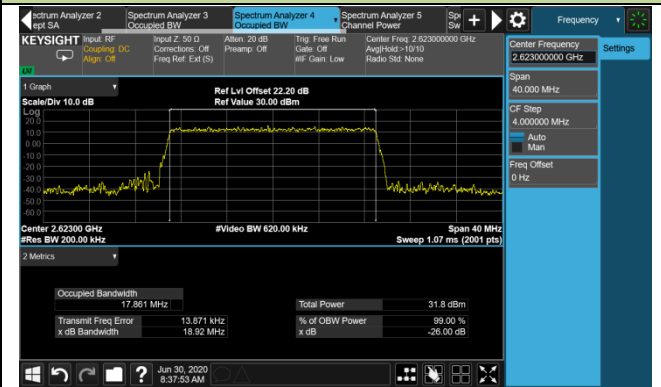 Spectrum Analyzer 2
ept SA
Spectrum Analyzer 3
Occupied BW
Spectrum Analyzer 4
Occupied BW
Spectrum Analyzer 5
Channel Power
Sw
+
Frequency
KEYSIGHT
Input: RF
Coupling: DC
Align: Off
Input Z: 50 Ω
Corrections: Off
Freq Ref: Ext (S)
Atten: 20 dB
Preamp: Off
Trig: Free Run
Gate: Off
#IF Gain: Low
Center Freq: 2.623000000 GHz
Avg|Hold:>10/10
Radio Std: None
Center Frequency
2.623000000 GHz
Settings
Span
40.000 MHz
CF Step
4.000000 MHz
Auto
Man
Freq Offset
0 Hz
LV
1 Graph
Scale/Div 10.0 dB
Ref Lvl Offset 22.20 dB
Ref Value 30.00 dBm
Log
20.0
10.0
0.00
-10.0
-20.0
-30.0
-40.0
-50.0
-60.0
Center 2.62300 GHz
#Video BW 620.00 kHz
Span 40 MHz
#Res BW 200.00 kHz
Sweep 1.07 ms (2001 pts)
2 Metrics
Occupied Bandwidth
17.861 MHz
Total Power 31.8 dBm
Transmit Freq Error 13.871 kHz
% of OBW Power 99.00 %
x dB Bandwidth 18.92 MHz
x dB -26.00 dB
?
Jun 30, 2020
8:37:53 AM